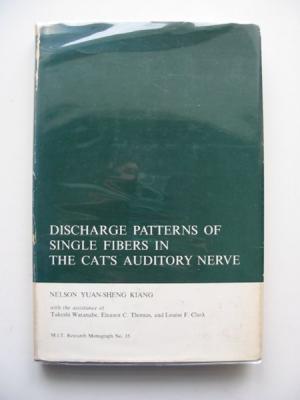 DISCHARGE PATTERNS OF
SINGLE FIBERS IN
THE CAT'S AUDITORY NERVE
NELSON YUAN-SHENG KIANG
with the assistance of
Takeshi Watanabe, Eleanor C. Thomas, and Louise F. Clark
M.I.T. Research Monograph No. 35